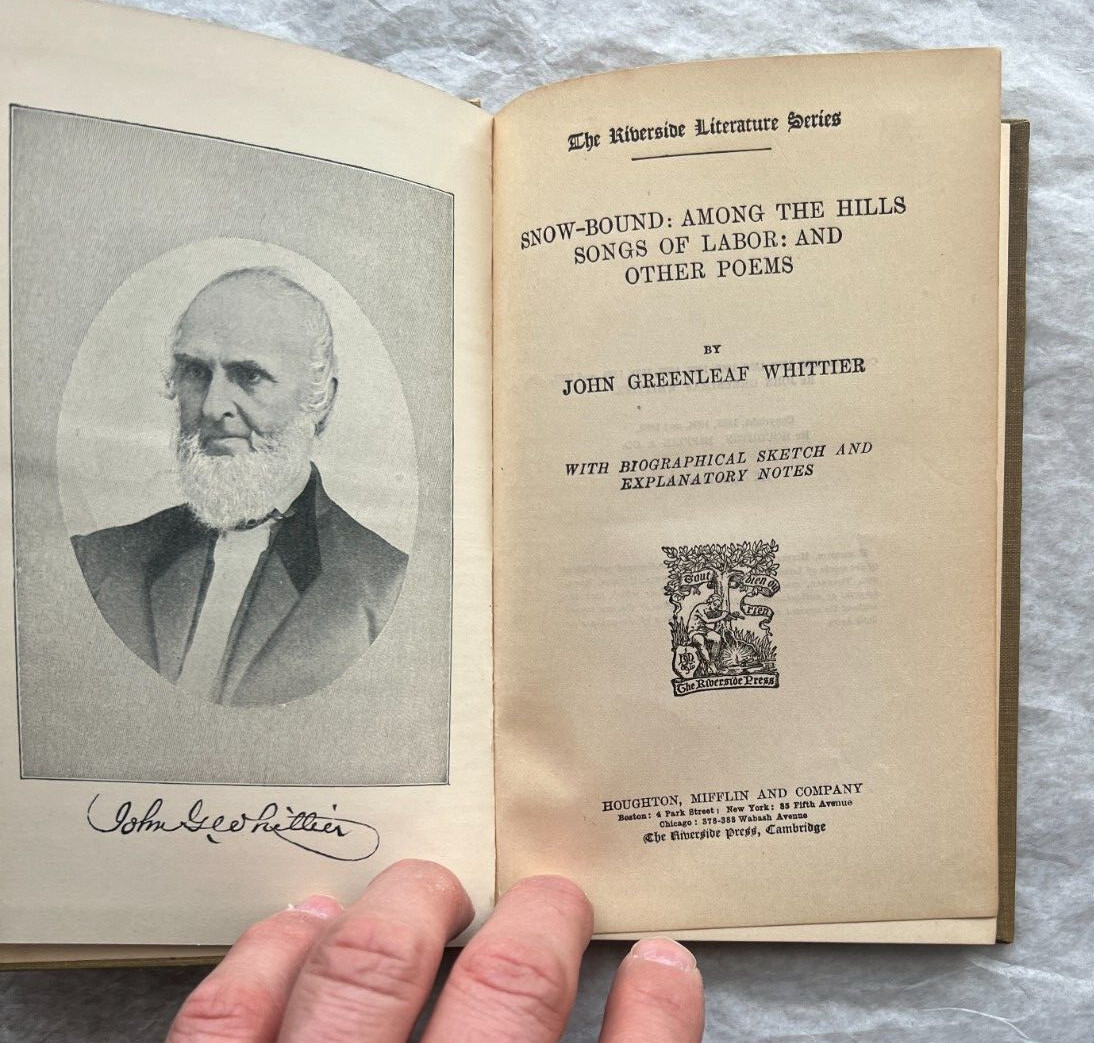 John G. Whittier
The Riverside Literature Series
SNOW-BOUND: AMONG THE HILLS
SONGS OF LABOR: AND
OTHER POEMS
BY
JOHN GREENLEAF WHITTIER
WITH BIOGRAPHICAL SKETCH AND
EXPLANATORY NOTES
Tout bien ou
rien
The Riverside Press
HOUGHTON, MIFFLIN AND COMPANY
Boston: 4 Park Street; New York: 85 Fifth Avenue
Chicago: 378-388 Wabash Avenue
The Riverside Press, Cambridge